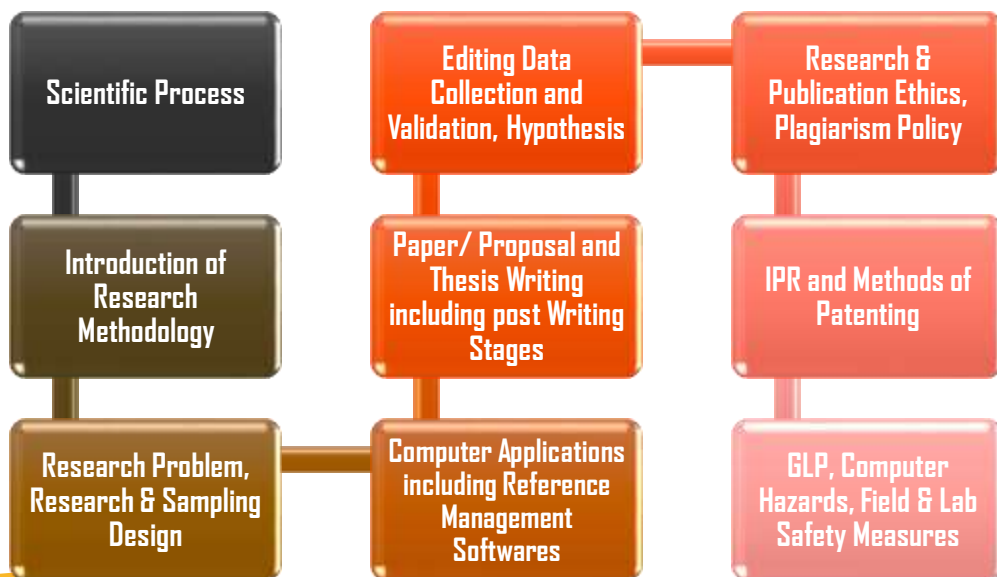 Scientific Process
Introduction of
Research
Methodology
Research Problem,
Research & Sampling
Design
Computer Applications
including Reference
Management
Softwares
Paper/ Proposal and
Thesis Writing
including post Writing
Stages
Editing Data
Collection and
Validation, Hypothesis
Research &
Publication Ethics,
Plagiarism Policy
IPR and Methods of
Patenting
GLP, Computer
Hazards, Field & Lab
Safety Measures